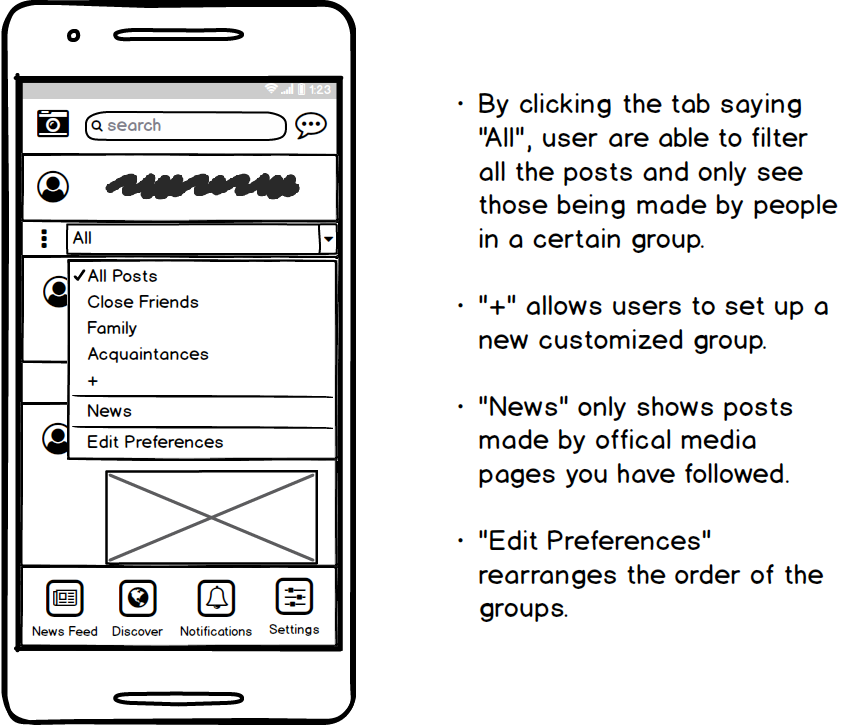 1:23
search
All
All Posts
Close Friends
Family
Acquaintances
+
News
Edit Preferences
News Feed
Discover
Notifications
Settings
· By clicking the tab saying
"All", user are able to filter
all the posts and only see
those being made by people
in a certain group.
· "+" allows users to set up a
new customized group.
· "News" only shows posts
made by offical media
pages you have followed.
· "Edit Preferences"
rearranges the order of the
groups.